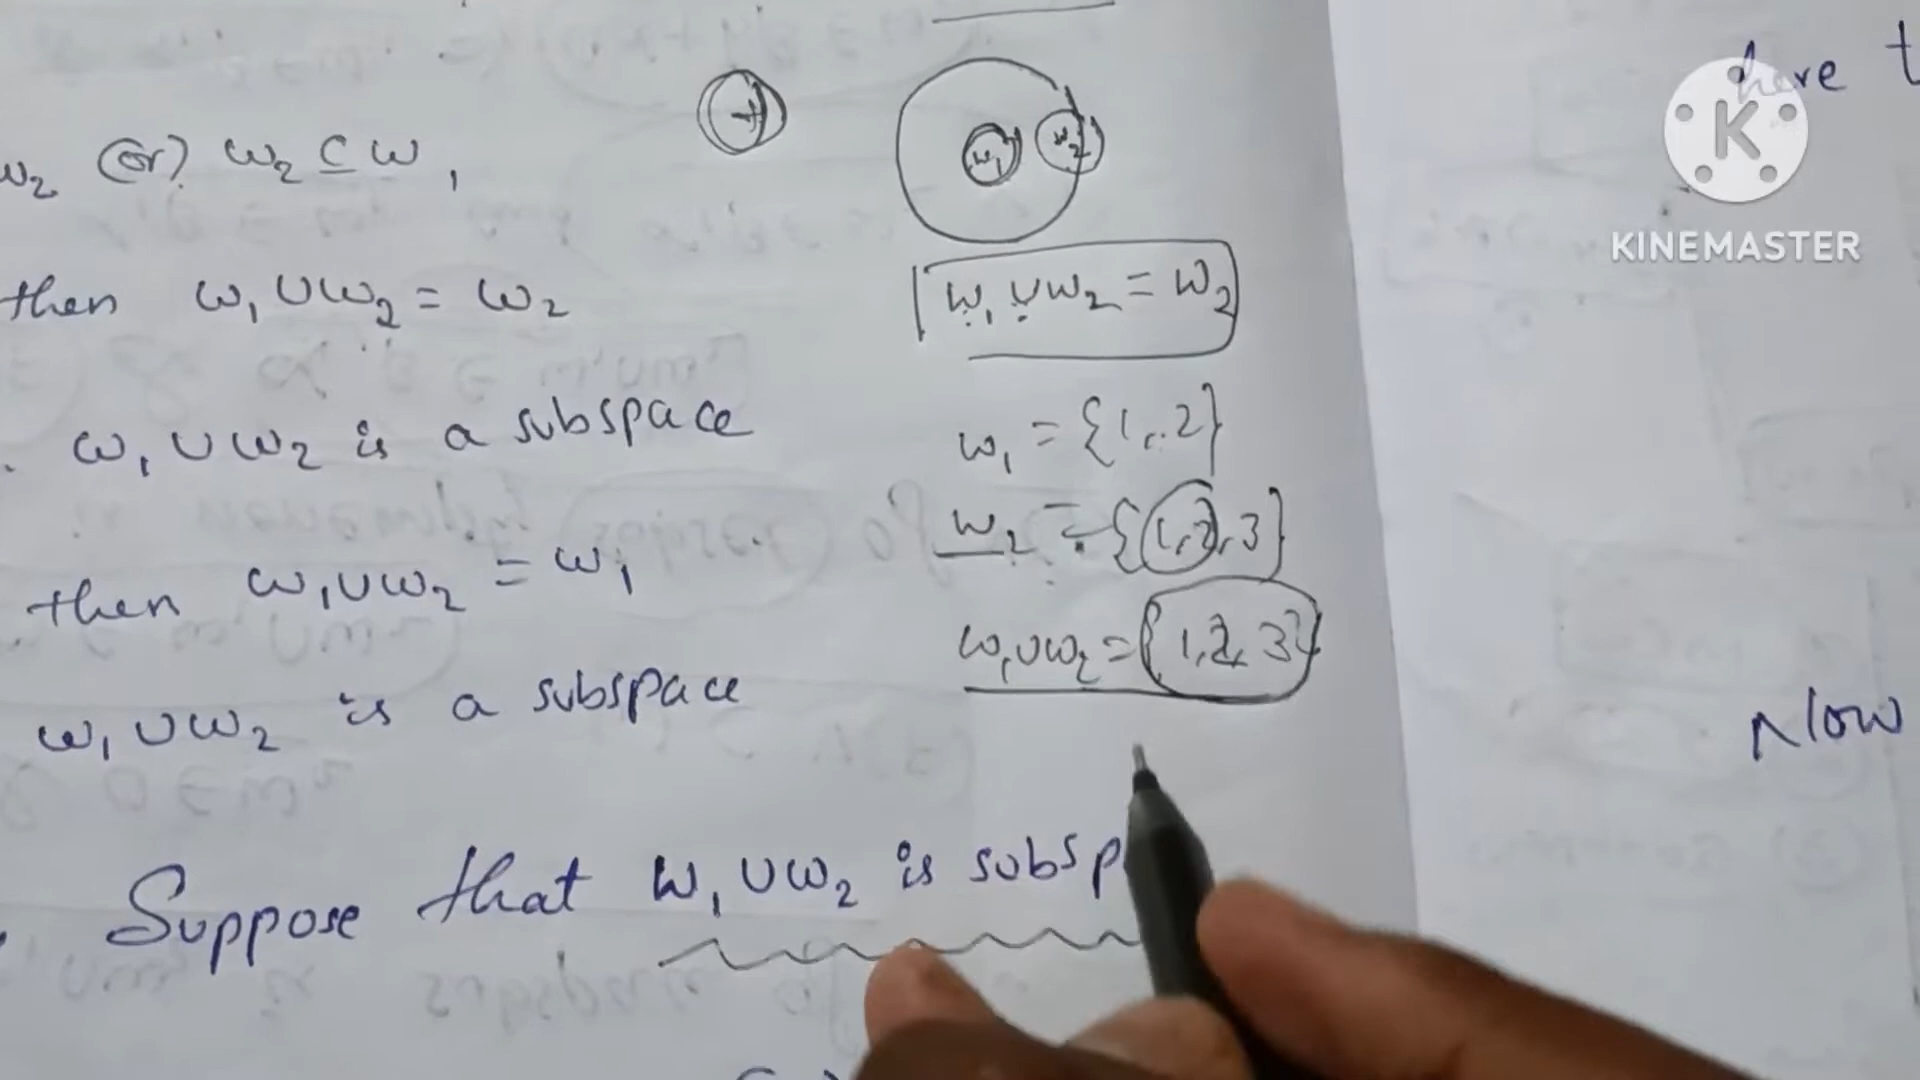 w₂ (or) w₂ ⊆ w₁
then w₁ ∪ w₂ = w₂
w₁ ∪ w₂ is a subspace
then w₁ ∪ w₂ = w₁
w₁ ∪ w₂ is a subspace
Suppose that W₁ ∪ w₂ is subsp
w₁ w₂
W₁ ∪ w₂ = W₂
w₁ = {1, 2}
w₂ = {1, 2, 3}
w₁ ∪ w₂ = {1, 2, 3}
Now
K
KINEMASTER